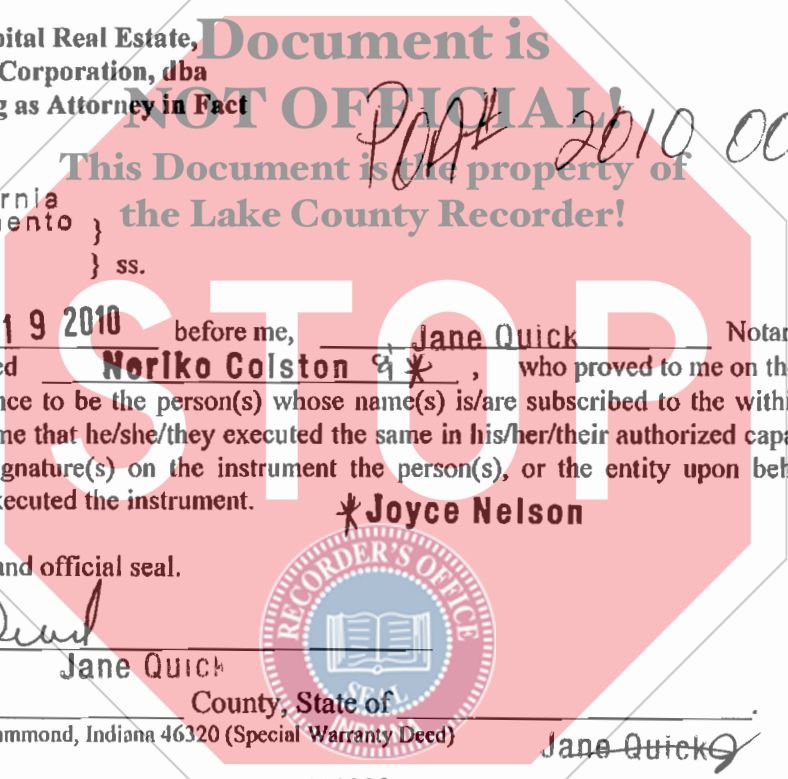 pital Real Estate,
Corporation, dba
g as Attorney in Fact
Document is
NOT OFFICIAL!
This Document is the property of
the Lake County Recorder!
POA# 2010 00
rnia
ento }
} ss.
STOP
1 9 2010 before me, Jane Quick Notar
ed Noriko Colston & * , who proved to me on th
nce to be the person(s) whose name(s) is/are subscribed to the withi
me that he/she/they executed the same in his/her/their authorized capa
gnature(s) on the instrument the person(s), or the entity upon beh
xecuted the instrument.
*Joyce Nelson
and official seal.
Jane Quick
County, State of .
ammond, Indiana 46320 (Special Warranty Deed)
Jane Quick
RECORDER'S OFFICE
SEAL
INDIANA